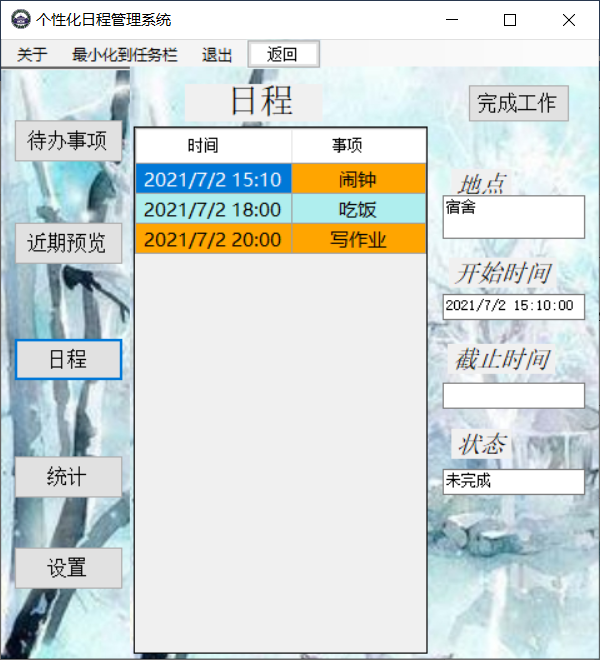 个性化日程管理系统
关于 最小化到任务栏 退出 返回
待办事项
近期预览
日程
统计
设置
日程
时间 事项
2021/7/2 15:10 闹钟
2021/7/2 18:00 吃饭
2021/7/2 20:00 写作业
完成工作
地点
宿舍
开始时间
2021/7/2 15:10:00
截止时间
状态
未完成